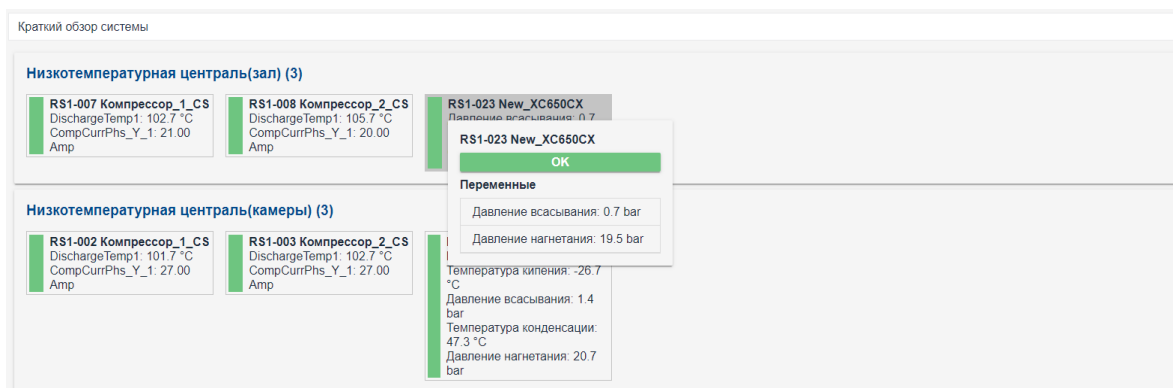 Краткий обзор системы
Низкотемпературная централь(зал) (3)
RS1-007 Компрессор_1_CS
DischargeTemp1: 102.7 °C
CompCurrPhs_Y_1: 21.00
Amp
RS1-008 Компрессор_2_CS
DischargeTemp1: 105.7 °C
CompCurrPhs_Y_1: 20.00
Amp
RS1-023 New_XC650CX
Давление всасывания: 0.7
RS1-023 New_XC650CX
OK
Переменные
Давление всасывания: 0.7 bar
Давление нагнетания: 19.5 bar
Низкотемпературная централь(камеры) (3)
RS1-002 Компрессор_1_CS
DischargeTemp1: 101.7 °C
CompCurrPhs_Y_1: 27.00
Amp
RS1-003 Компрессор_2_CS
DischargeTemp1: 102.7 °C
CompCurrPhs_Y_1: 27.00
Amp
Температура кипения: -26.7
°C
Давление всасывания: 1.4
bar
Температура конденсации:
47.3 °C
Давление нагнетания: 20.7
bar